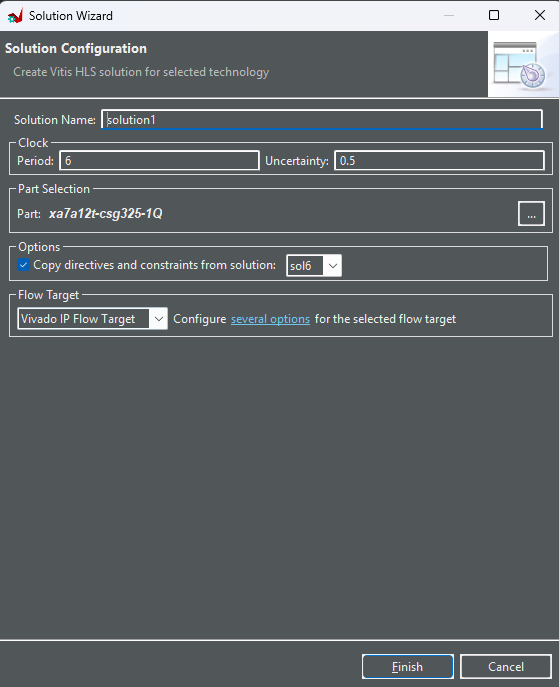 Solution Wizard
Solution Configuration
Create Vitis HLS solution for selected technology
Solution Name: solution1
Clock
Period: 6 Uncertainty: 0.5
Part Selection
Part: xa7a12t-csg325-1Q ...
Options
Copy directives and constraints from solution: sol6
Flow Target
Vivado IP Flow Target Configure several options for the selected flow target
Finish Cancel